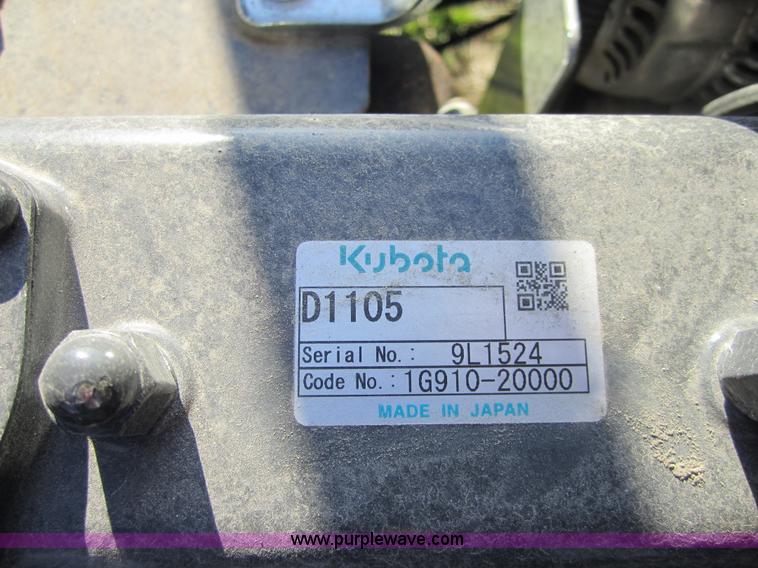 Kubota
D1105
Serial No.: 9L1524
Code No.: 1G910-20000
MADE IN JAPAN
www.purplewave.com